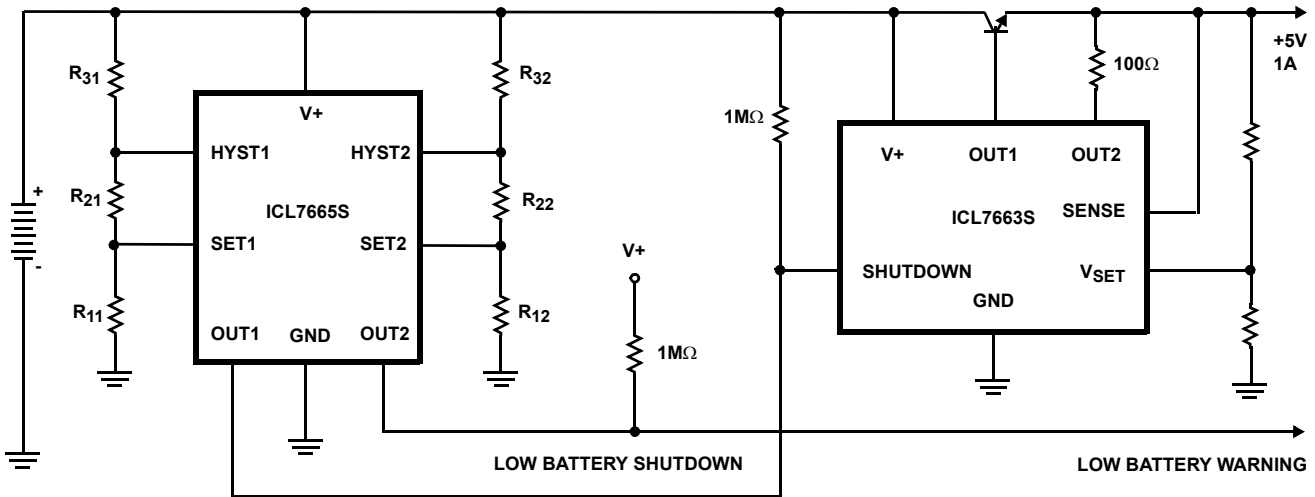 R31
V+
R32
HYST1
HYST2
R21
ICL7665S
R22
SET1
SET2
R11
R12
OUT1
GND
OUT2
+
-
V+
1MΩ
1MΩ
100Ω
+5V
1A
V+
OUT1
OUT2
ICL7663S
SENSE
SHUTDOWN
VSET
GND
LOW BATTERY SHUTDOWN
LOW BATTERY WARNING